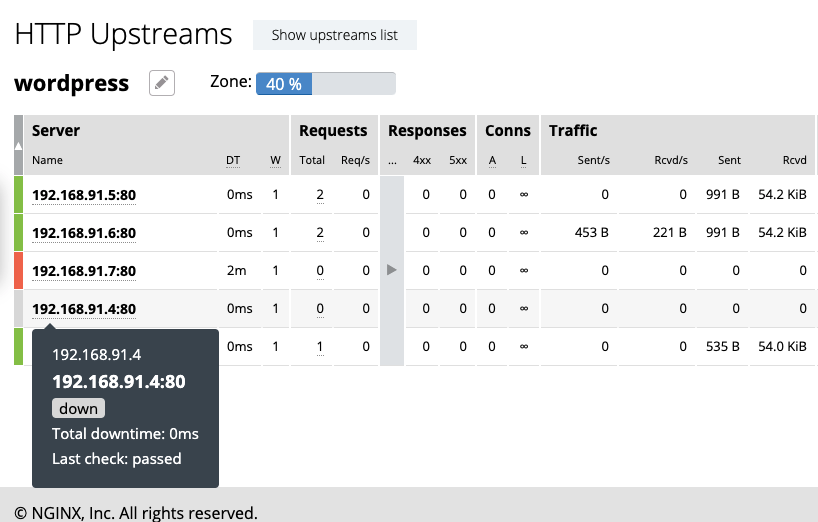 HTTP Upstreams Show upstreams list
wordpress Zone: 40 %
Server Requests Responses Conns Traffic
Name DT W Total Req/s ... 4xx 5xx A L Sent/s Rcvd/s Sent Rcvd
192.168.91.5:80 0ms 1 2 0 0 0 0 ∞ 0 0 991 B 54.2 KiB
192.168.91.6:80 0ms 1 2 0 0 0 0 ∞ 453 B 221 B 991 B 54.2 KiB
192.168.91.7:80 2m 1 0 0 0 0 0 ∞ 0 0 0 0
192.168.91.4:80 0ms 1 0 0 0 0 0 ∞ 0 0 0 0
0ms 1 1 0 0 0 0 ∞ 0 0 535 B 54.0 KiB
192.168.91.4
192.168.91.4:80
down
Total downtime: 0ms
Last check: passed
© NGINX, Inc. All rights reserved.